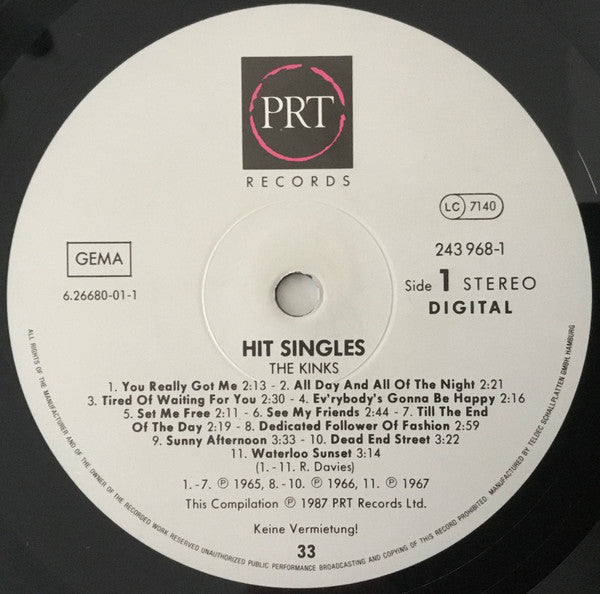 PRT
RECORDS
LC 7140
GEMA
243 968-1
6.26680-01-1
Side 1 STEREO
DIGITAL
HIT SINGLES
THE KINKS
1. You Really Got Me 2:13 - 2. All Day And All Of The Night 2:21
3. Tired Of Waiting For You 2:30 - 4. Ev'rybody's Gonna Be Happy 2:16
5. Set Me Free 2:11 - 6. See My Friends 2:44 - 7. Till The End
Of The Day 2:19 - 8. Dedicated Follower Of Fashion 2:59
9. Sunny Afternoon 3:33 - 10. Dead End Street 3:22
11. Waterloo Sunset 3:14
(1. -11. R. Davies)
1. -7. ℗ 1965, 8. -10. ℗ 1966, 11. ℗ 1967
This Compilation ℗ 1987 PRT Records Ltd.
Keine Vermietung!
33
ALL RIGHTS OF THE MANUFACTURER AND OF THE OWNER OF THE RECORDED WORK RESERVED UNAUTHORIZED PUBLIC PERFORMANCE BROADCASTING AND COPYING OF THIS RECORD PROHIBITED. MANUFACTURED BY TELDEC SCHALLPLATTEN GMBH, HAMBURG